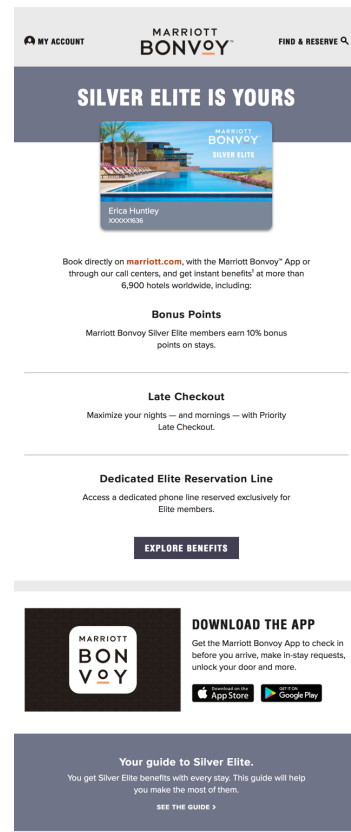 MY ACCOUNT
MARRIOTT
BONVOY™
FIND & RESERVE
SILVER ELITE IS YOURS
MARRIOTT
BONVOY
SILVER ELITE
Erica Huntley
XXXXX1636
Book directly on marriott.com, with the Marriott Bonvoy™ App or
through our call centers, and get instant benefits¹ at more than
6,900 hotels worldwide, including:
Bonus Points
Marriott Bonvoy Silver Elite members earn 10% bonus
points on stays.
Late Checkout
Maximize your nights — and mornings — with Priority
Late Checkout.
Dedicated Elite Reservation Line
Access a dedicated phone line reserved exclusively for
Elite members.
EXPLORE BENEFITS
MARRIOTT
BON
VOY
DOWNLOAD THE APP
Get the Marriott Bonvoy App to check in
before you arrive, make in-stay requests,
unlock your door and more.
Download on the
App Store
GET IT ON
Google Play
Your guide to Silver Elite.
You get Silver Elite benefits with every stay. This guide will help
you make the most of them.
SEE THE GUIDE >